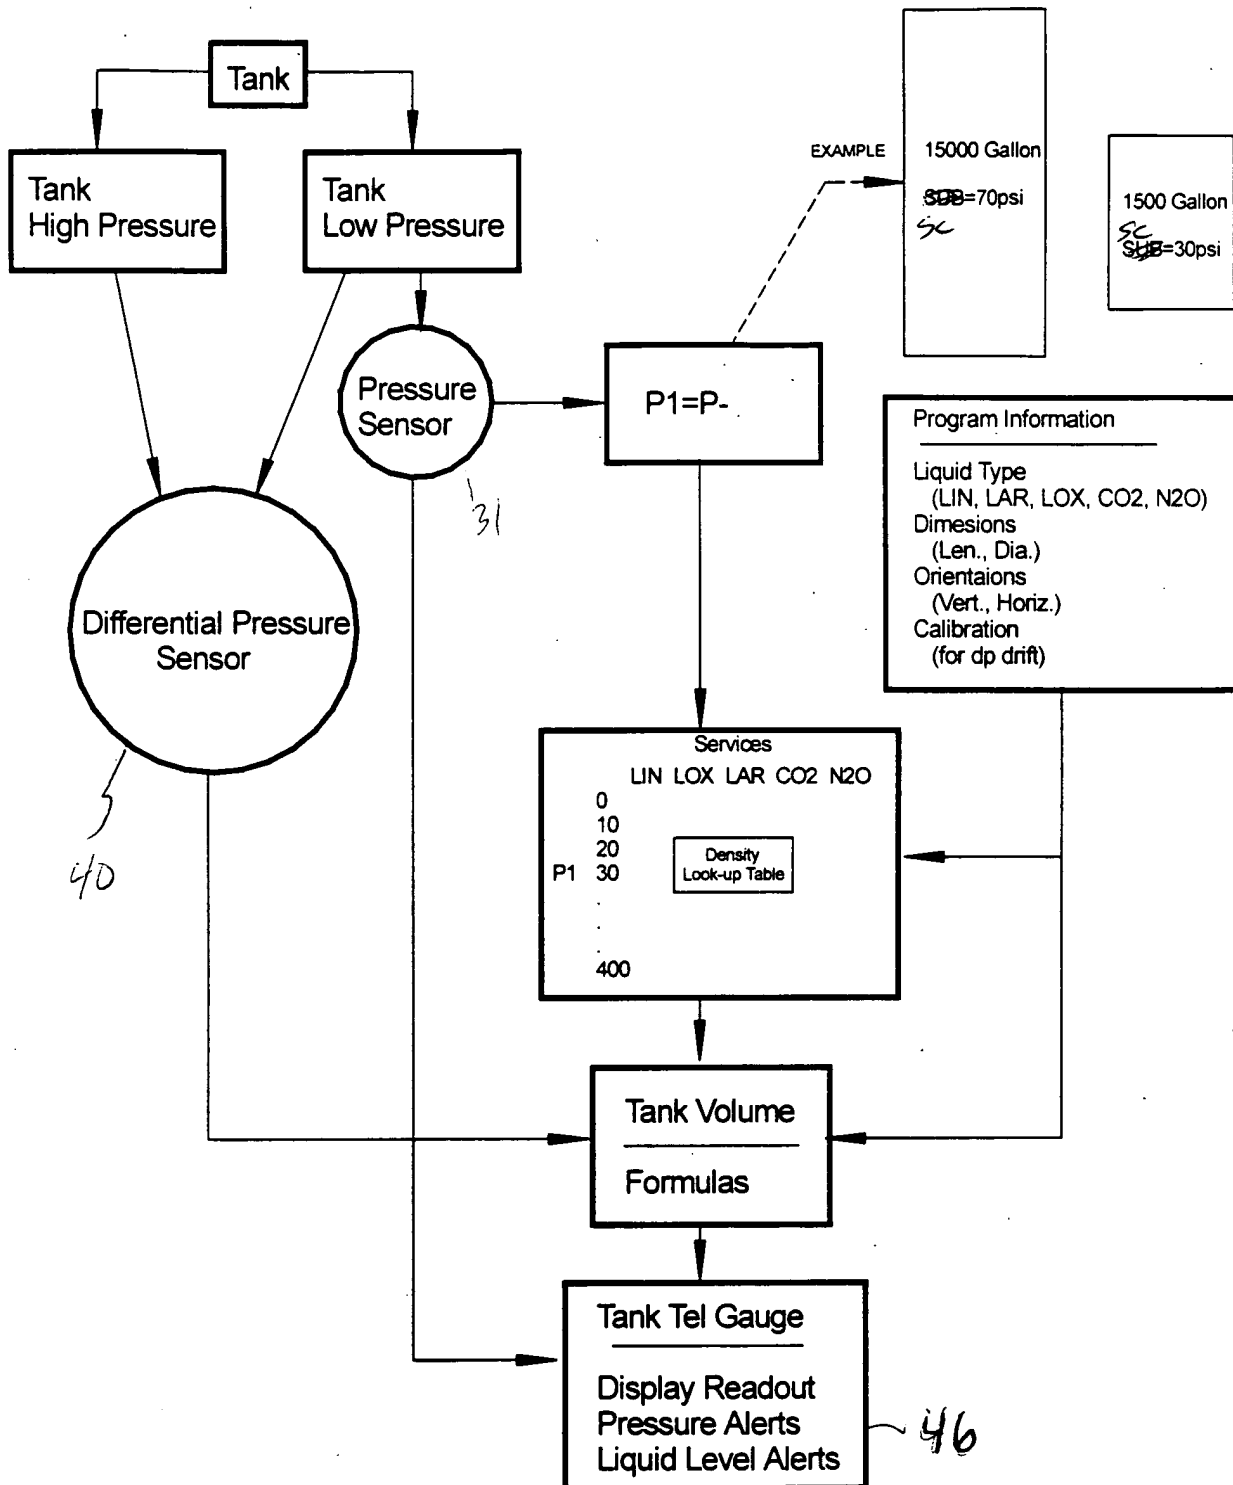 Tank
Tank
High Pressure
Tank
Low Pressure
EXAMPLE
15000 Gallon
SUB=70psi
SC
1500 Gallon
SC
SUB=30psi
Pressure
Sensor
31
P1=P-
Program Information
Liquid Type
(LIN, LAR, LOX, CO2, N2O)
Dimesions
(Len., Dia.)
Orientaions
(Vert., Horiz.)
Calibration
(for dp drift)
Differential Pressure
Sensor
40
Services
LIN LOX LAR CO2 N2O
0
10
20
P1 30
.
.
.
400
Density
Look-up Table
Tank Volume
Formulas
Tank Tel Gauge
Display Readout
Pressure Alerts
Liquid Level Alerts
46